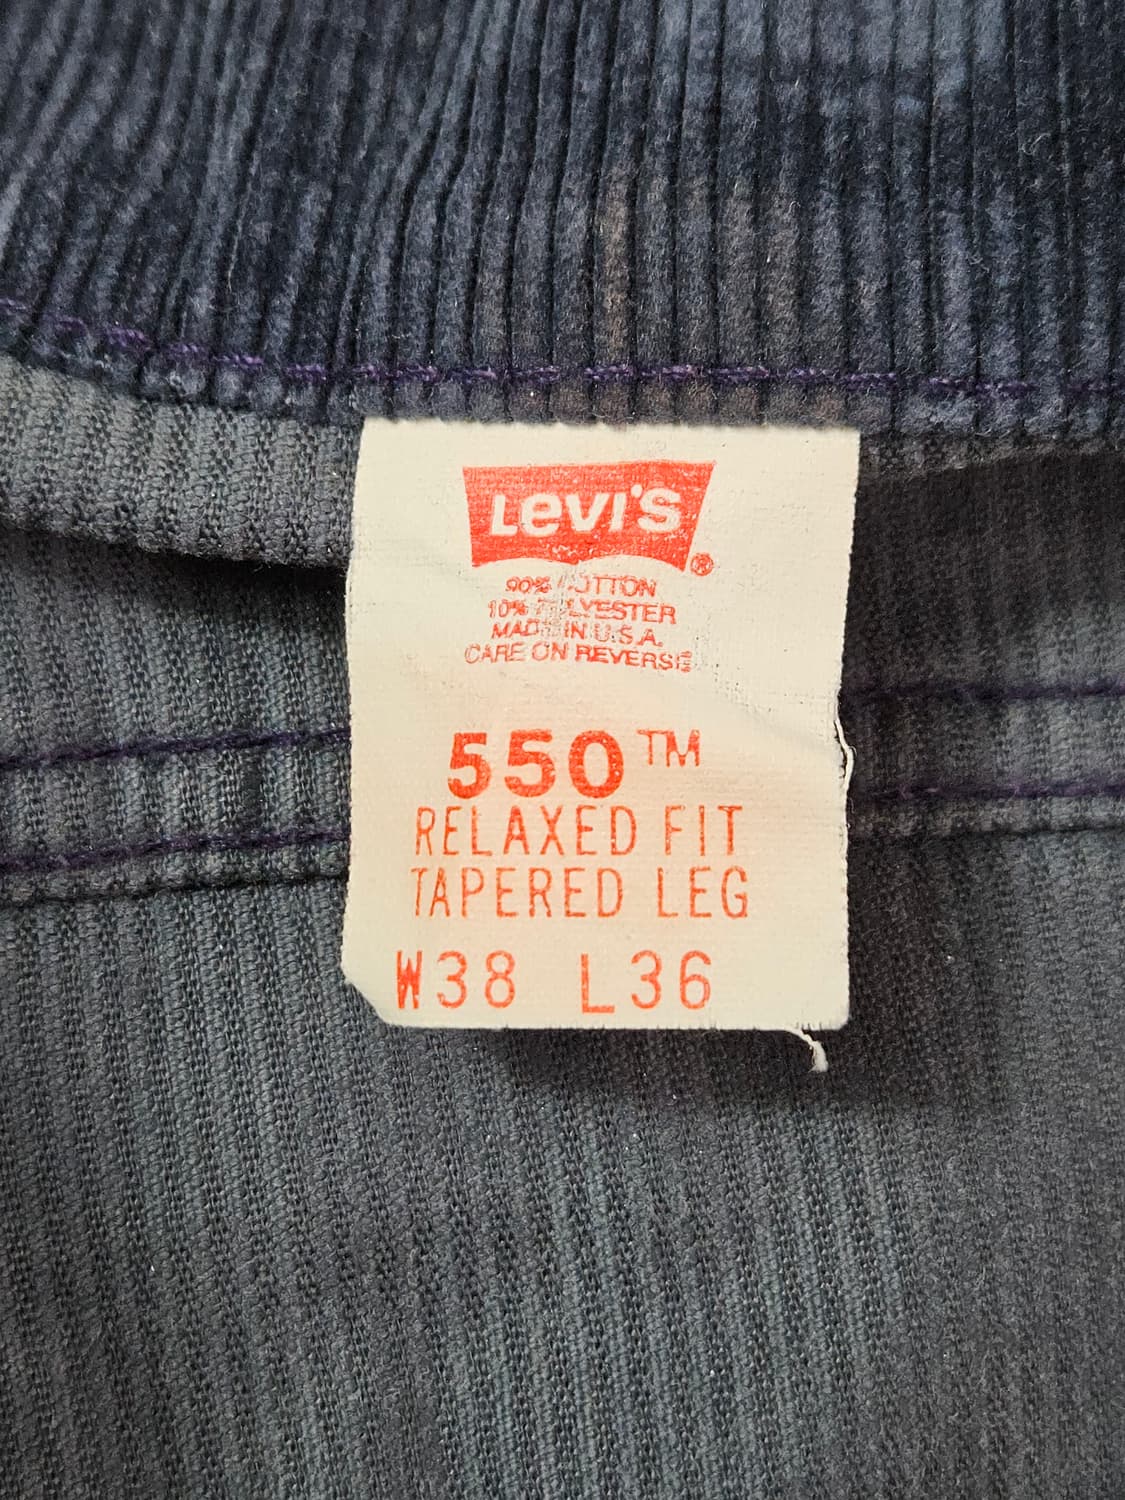 Levi's
®
90% COTTON
10% POLYESTER
MADE IN U.S.A.
CARE ON REVERSE
550™
RELAXED FIT
TAPERED LEG
W38 L36